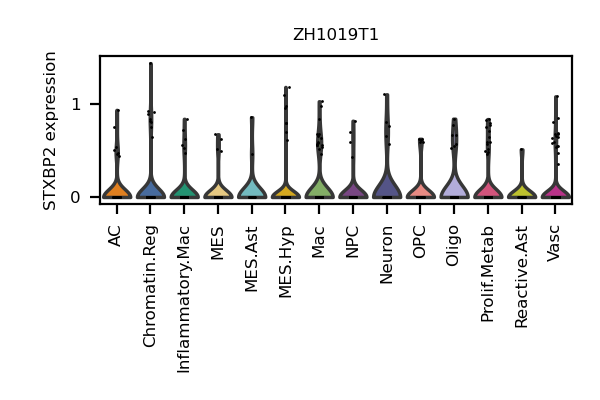 ZH1019T1
STXBP2 expression
1
0
AC
Chromatin.Reg
Inflammatory.Mac
MES
MES.Ast
MES.Hyp
Mac
NPC
Neuron
OPC
Oligo
Prolif.Metab
Reactive.Ast
Vasc